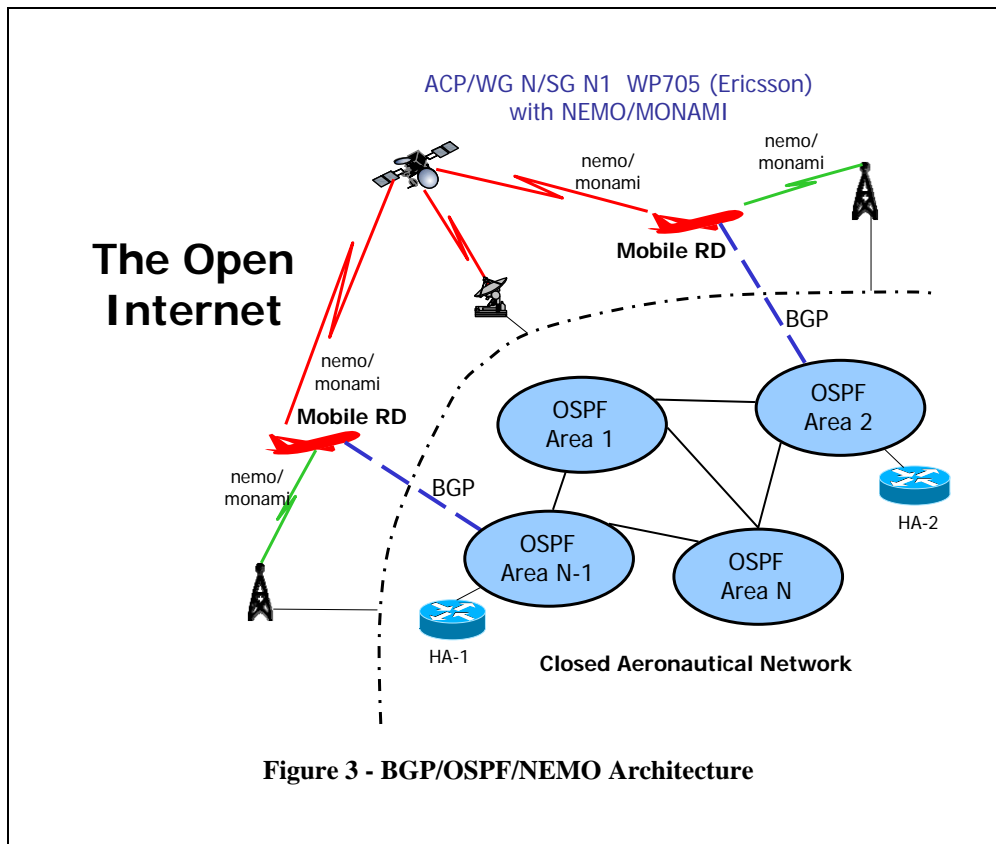 ACP/WG N/SG N1  WP705 (Ericsson)
with NEMO/MONAMI
nemo/
monami
nemo/
monami
The Open
Internet
Mobile RD
BGP
nemo/
monami
Mobile RD
OSPF
Area 1
OSPF
Area 2
nemo/
monami
BGP
HA-2
OSPF
Area N-1
OSPF
Area N
HA-1
Closed Aeronautical Network
Figure 3 - BGP/OSPF/NEMO Architecture